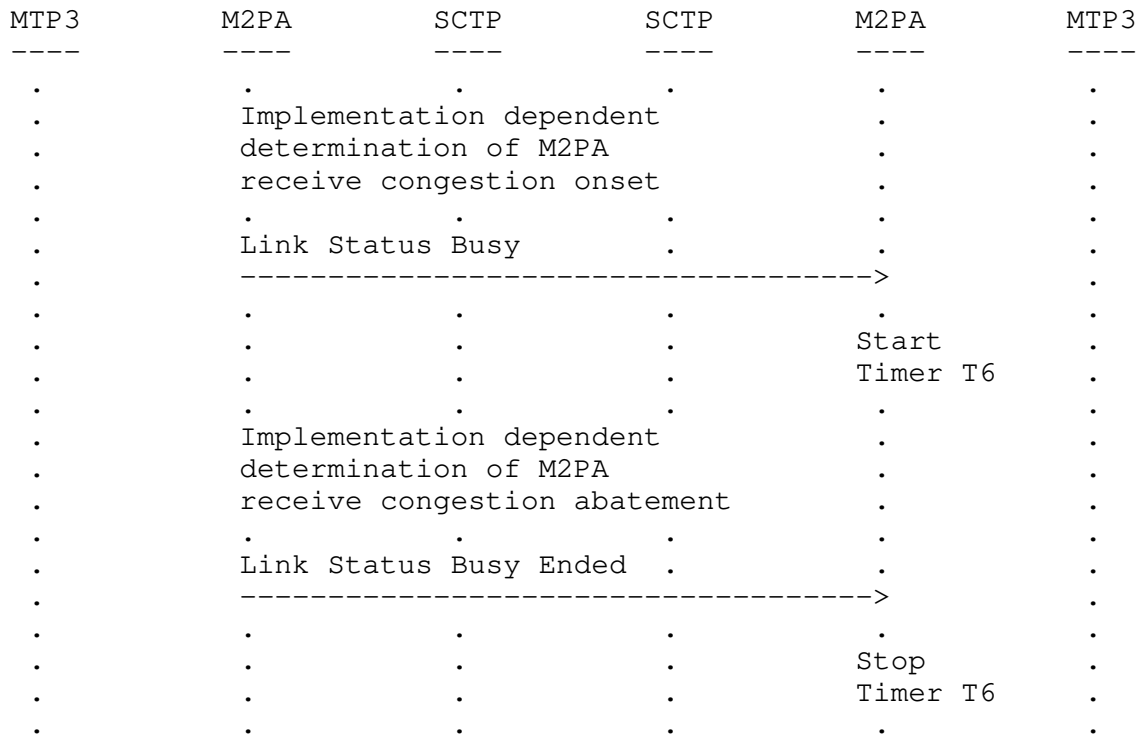 MTP3 M2PA SCTP SCTP M2PA MTP3
---- ---- ---- ---- ---- ----
. . . . . .
. Implementation dependent . .
. determination of M2PA . .
. receive congestion onset . .
. . . . . .
. Link Status Busy . . .
. ------------------------------------> .
. . . . . .
. . . . Start .
. . . . Timer T6 .
. . . . . .
. Implementation dependent . .
. determination of M2PA . .
. receive congestion abatement . .
. . . . . .
. Link Status Busy Ended . . .
. ------------------------------------> .
. . . . . .
. . . . Stop .
. . . . Timer T6 .
. . . . . .